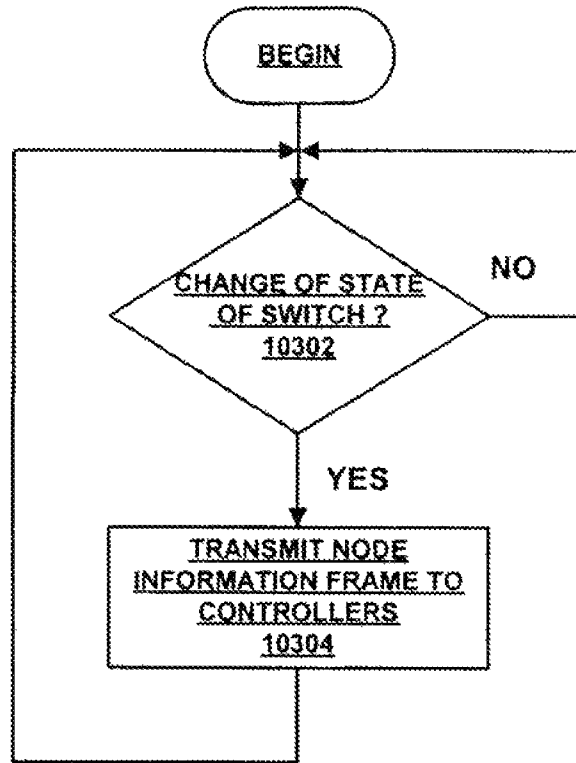 BEGIN
CHANGE OF STATE
OF SWITCH ?
10302
NO
YES
TRANSMIT NODE
INFORMATION FRAME TO
CONTROLLERS
10304